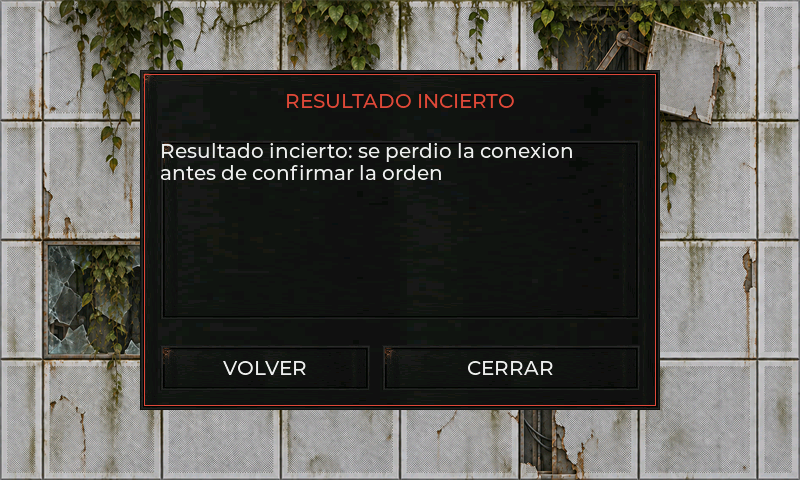 RESULTADO INCIERTO
Resultado incierto: se perdio la conexion
antes de confirmar la orden
VOLVER
CERRAR